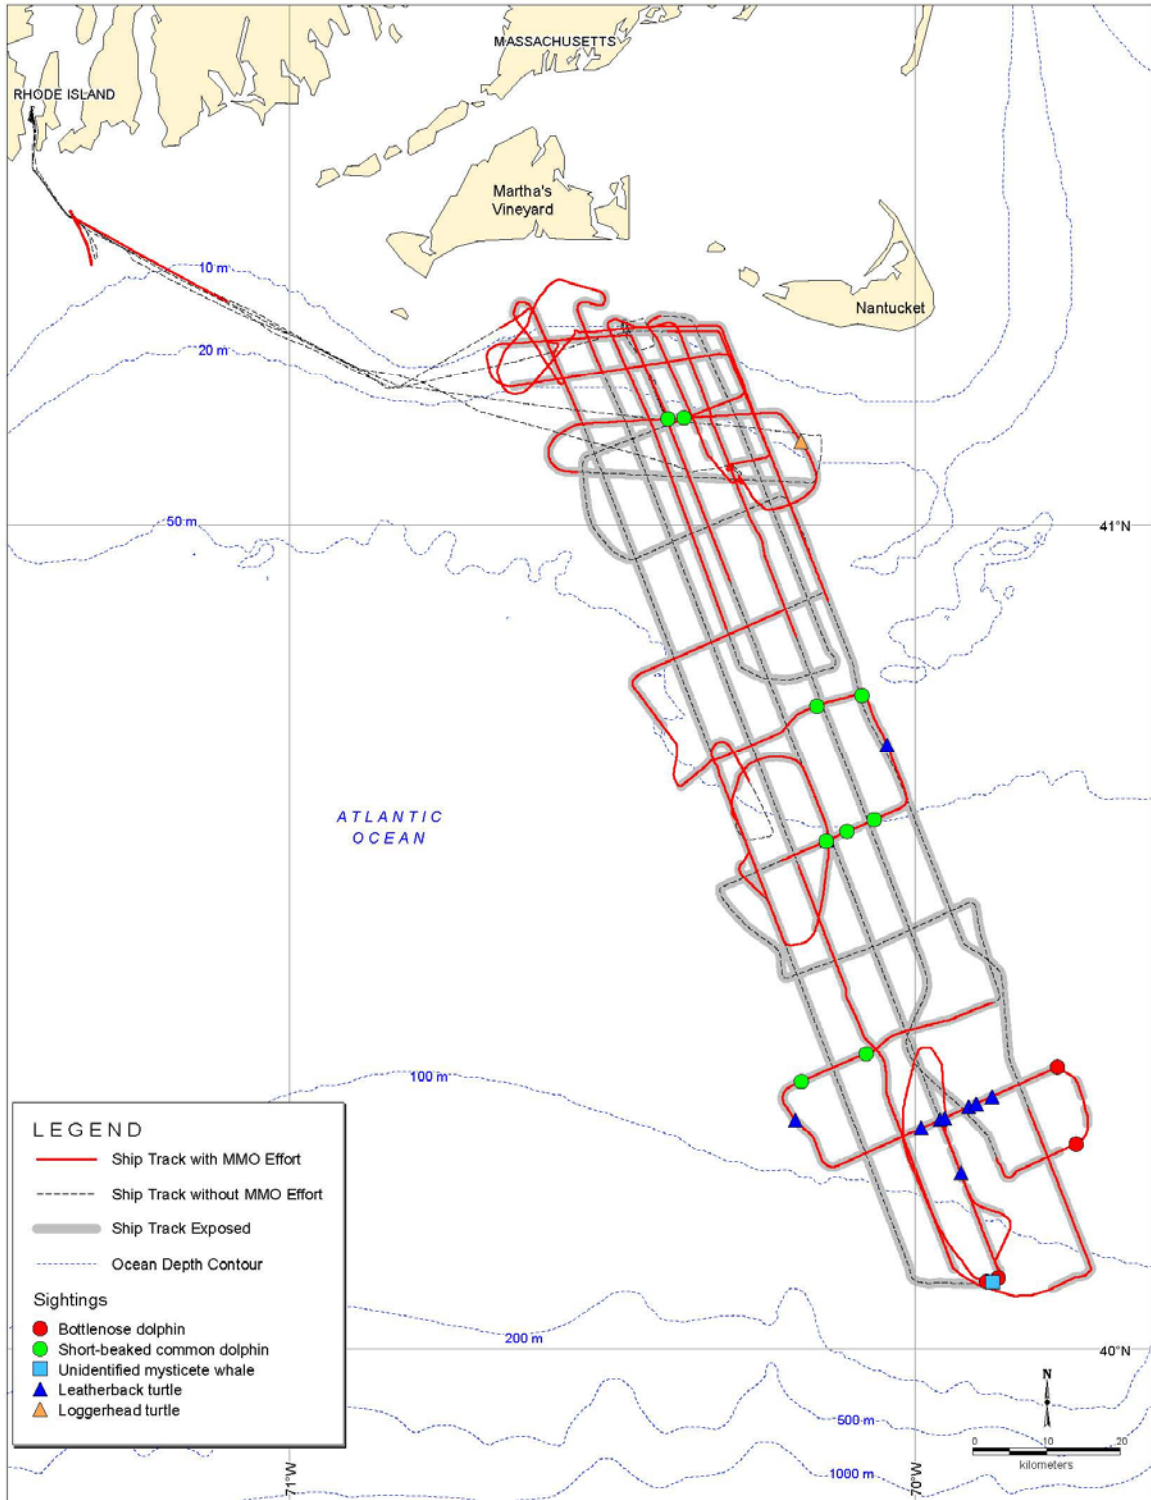 MASSACHUSETTS
RHODE ISLAND
Martha's
Vineyard
10 m
Nantucket
20 m
50 m
41°N
ATLANTIC
OCEAN
100 m
LEGEND
Ship Track with MMO Effort
Ship Track without MMO Effort
Ship Track Exposed
Ocean Depth Contour
Sightings
Bottlenose dolphin
Short-beaked common dolphin
Unidentified mysticete whale
Leatherback turtle
Loggerhead turtle
200 m
40°N
N
500 m
0 10 20
kilometers
1000 m
71°W
70°W